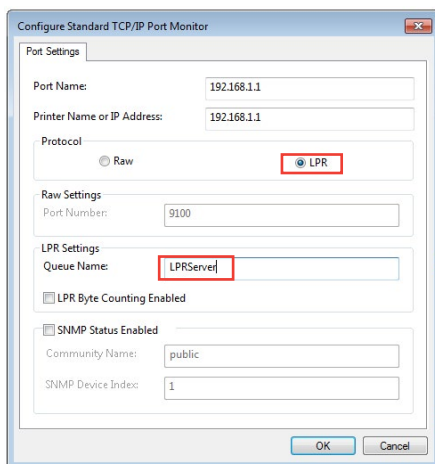 Configure Standard TCP/IP Port Monitor
Port Settings
Port Name: 192.168.1.1
Printer Name or IP Address: 192.168.1.1
Protocol
Raw LPR
Raw Settings
Port Number: 9100
LPR Settings
Queue Name: LPRServer
LPR Byte Counting Enabled
SNMP Status Enabled
Community Name: public
SNMP Device Index: 1
OK Cancel